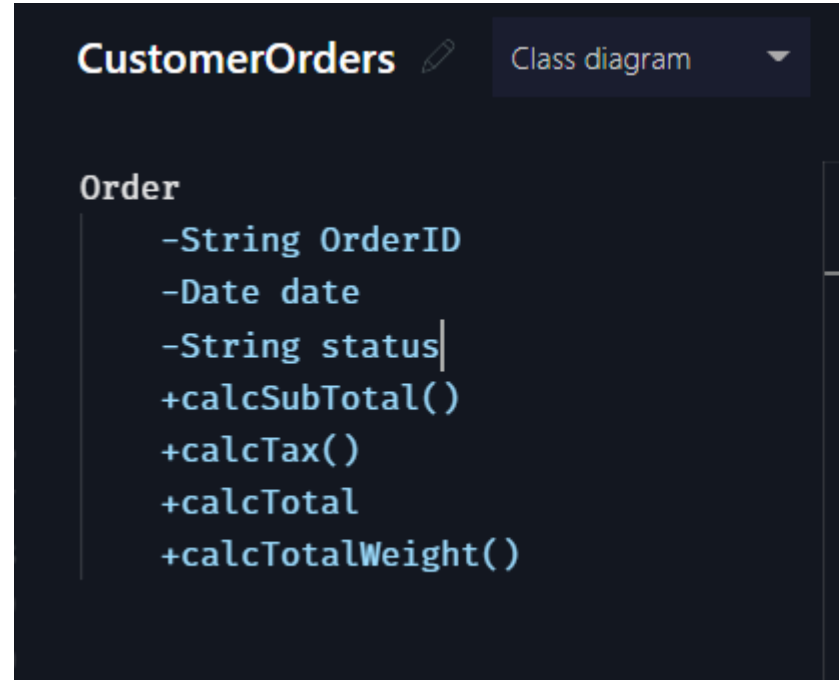 CustomerOrders Class diagram
Order
-String OrderID
-Date date
-String status
+calcSubTotal()
+calcTax()
+calcTotal
+calcTotalWeight()